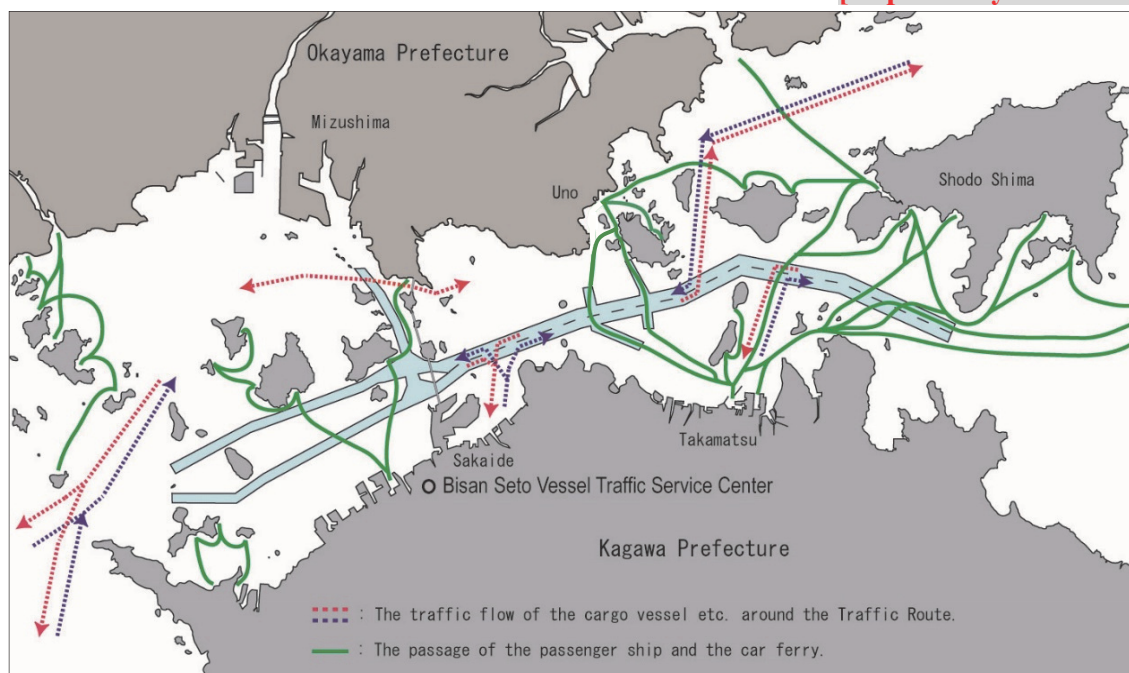 Okayama Prefecture
Mizushima
Uno
Shodo Shima
Takamatsu
Sakaide
Bisan Seto Vessel Traffic Service Center
Kagawa Prefecture
: The traffic flow of the cargo vessel etc. around the Traffic Route.
: The passage of the passenger ship and the car ferry.